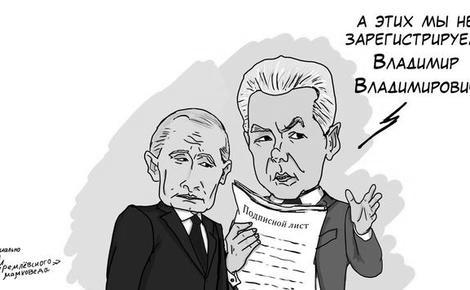 А ЭТИХ МЫ НЕ
ЗАРЕГИСТРИРУЕ
ВЛАДИМИР
ВЛАДИМИРОВИ
Подписной лист